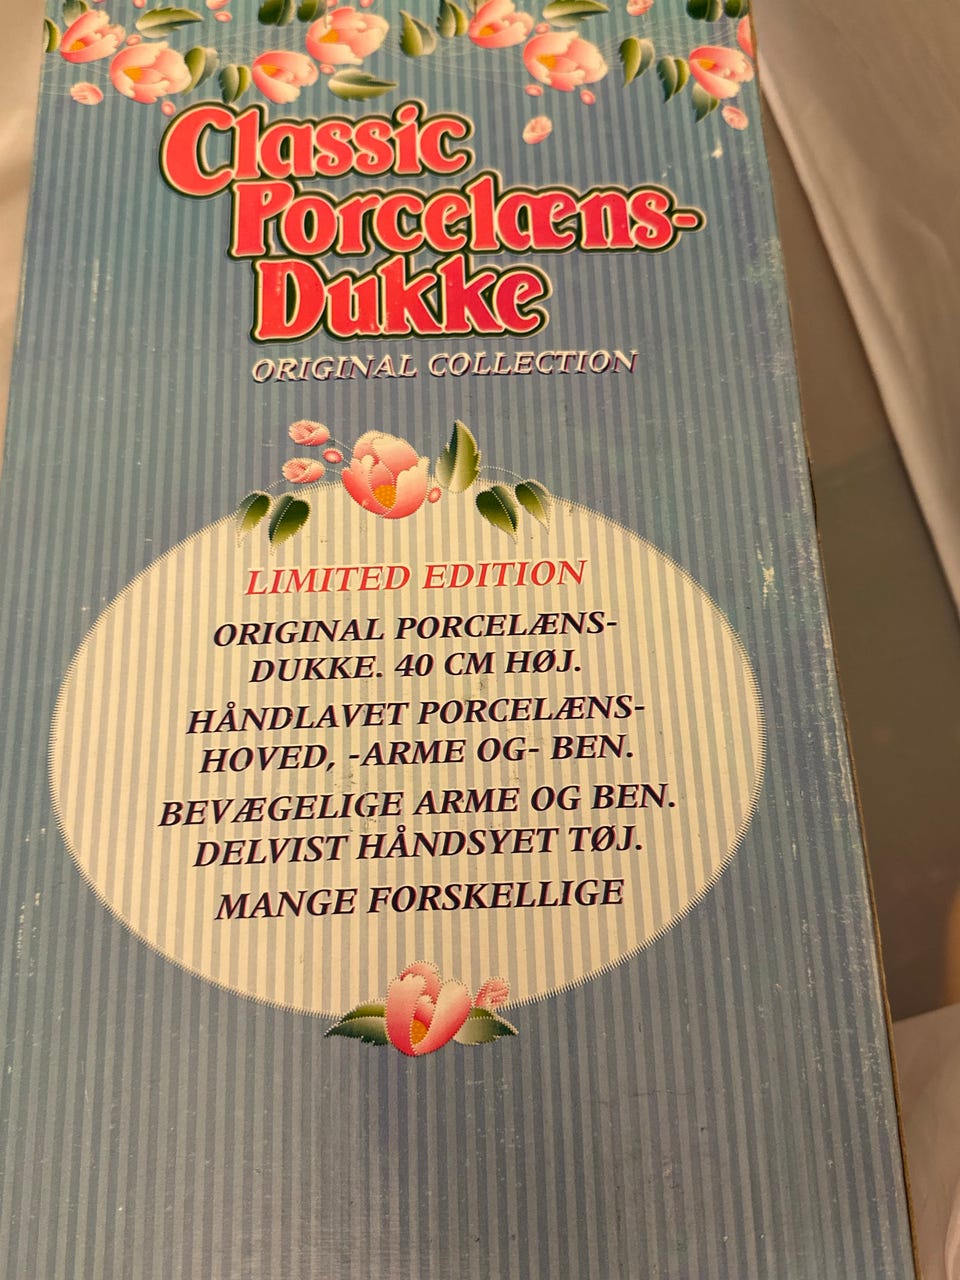 Classic
Porcelæns-
Dukke
ORIGINAL COLLECTION
LIMITED EDITION
ORIGINAL PORCELÆNS-
DUKKE. 40 CM HØJ.
HÅNDLAVET PORCELÆNS-
HOVED, -ARME OG- BEN.
BEVÆGELIGE ARME OG BEN.
DELVIST HÅNDSYET TØJ.
MANGE FORSKELLIGE